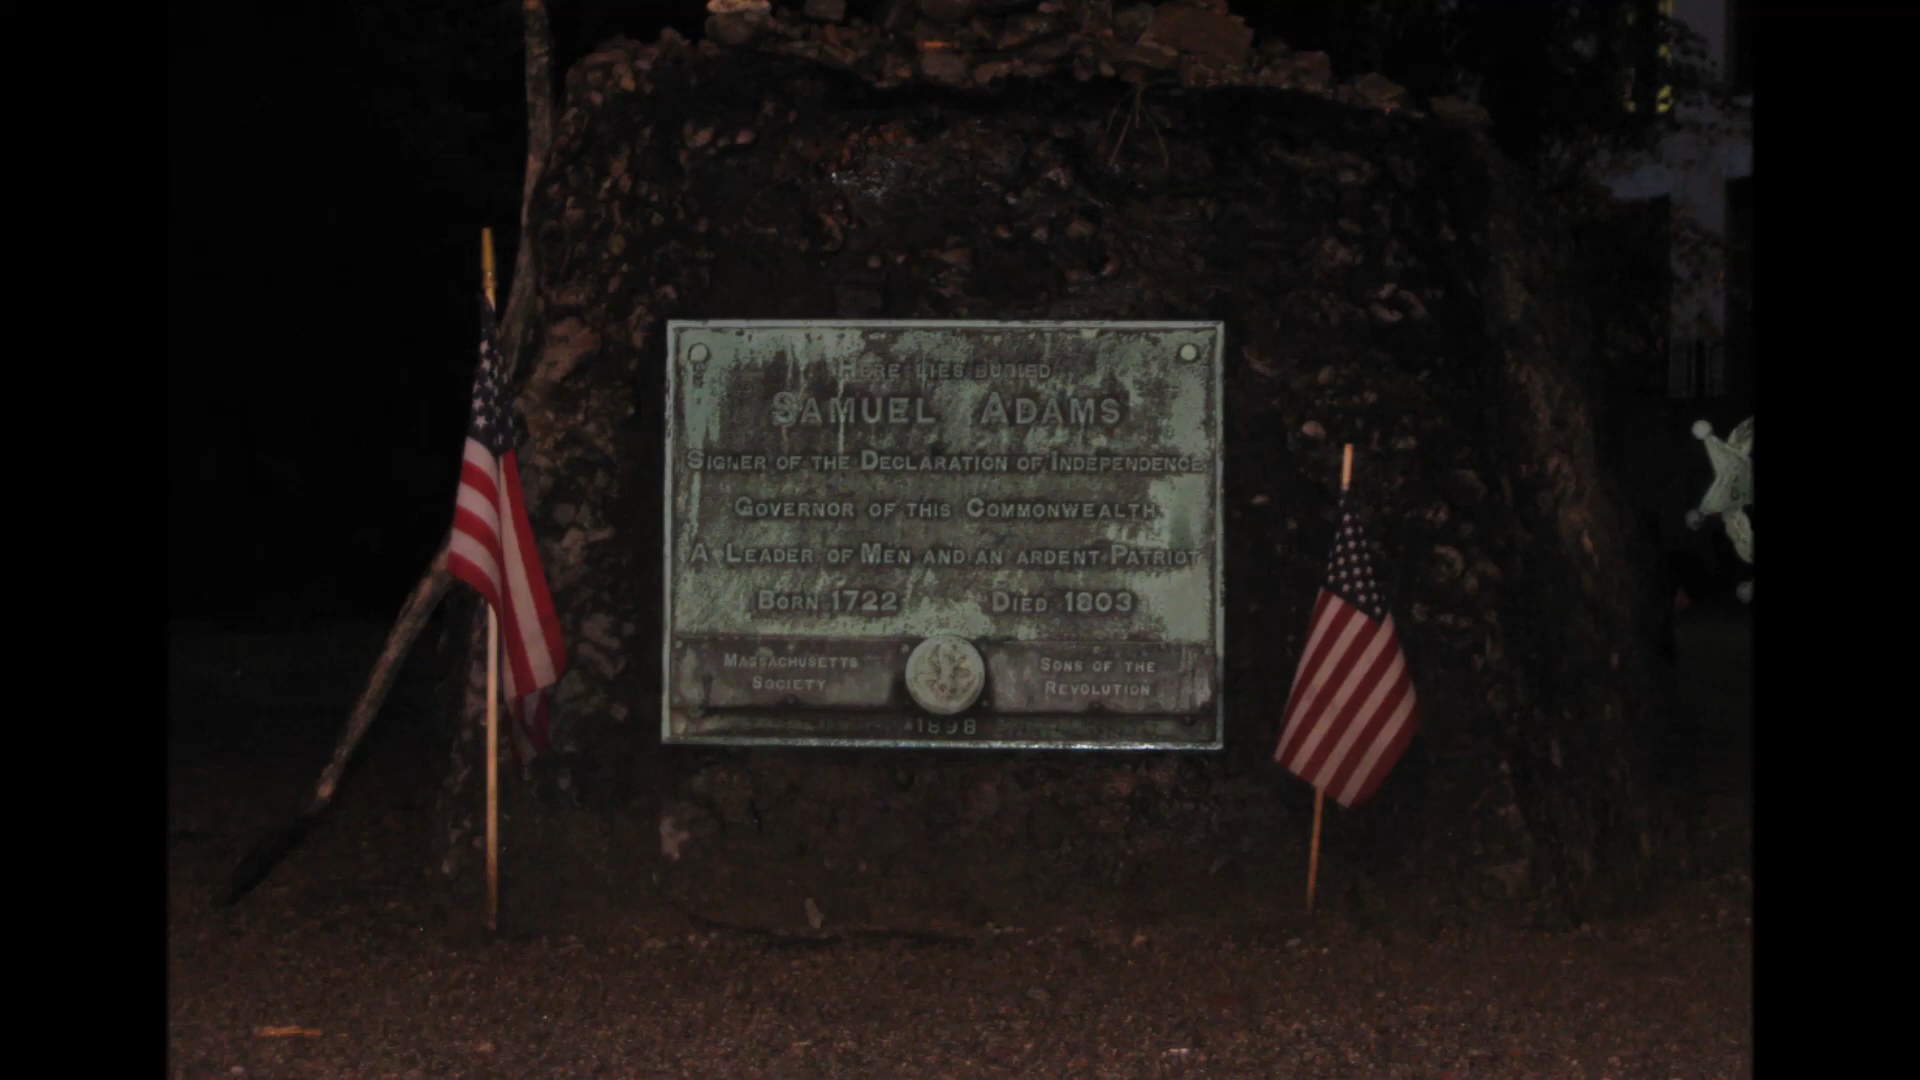 HERE LIES BURIED
SAMUEL ADAMS
SIGNER OF THE DECLARATION OF INDEPENDENCE
GOVERNOR OF THIS COMMONWEALTH
A LEADER OF MEN AND AN ARDENT PATRIOT
BORN 1722 DIED 1803
MASSACHUSETTS SOCIETY
SONS OF THE REVOLUTION
1898